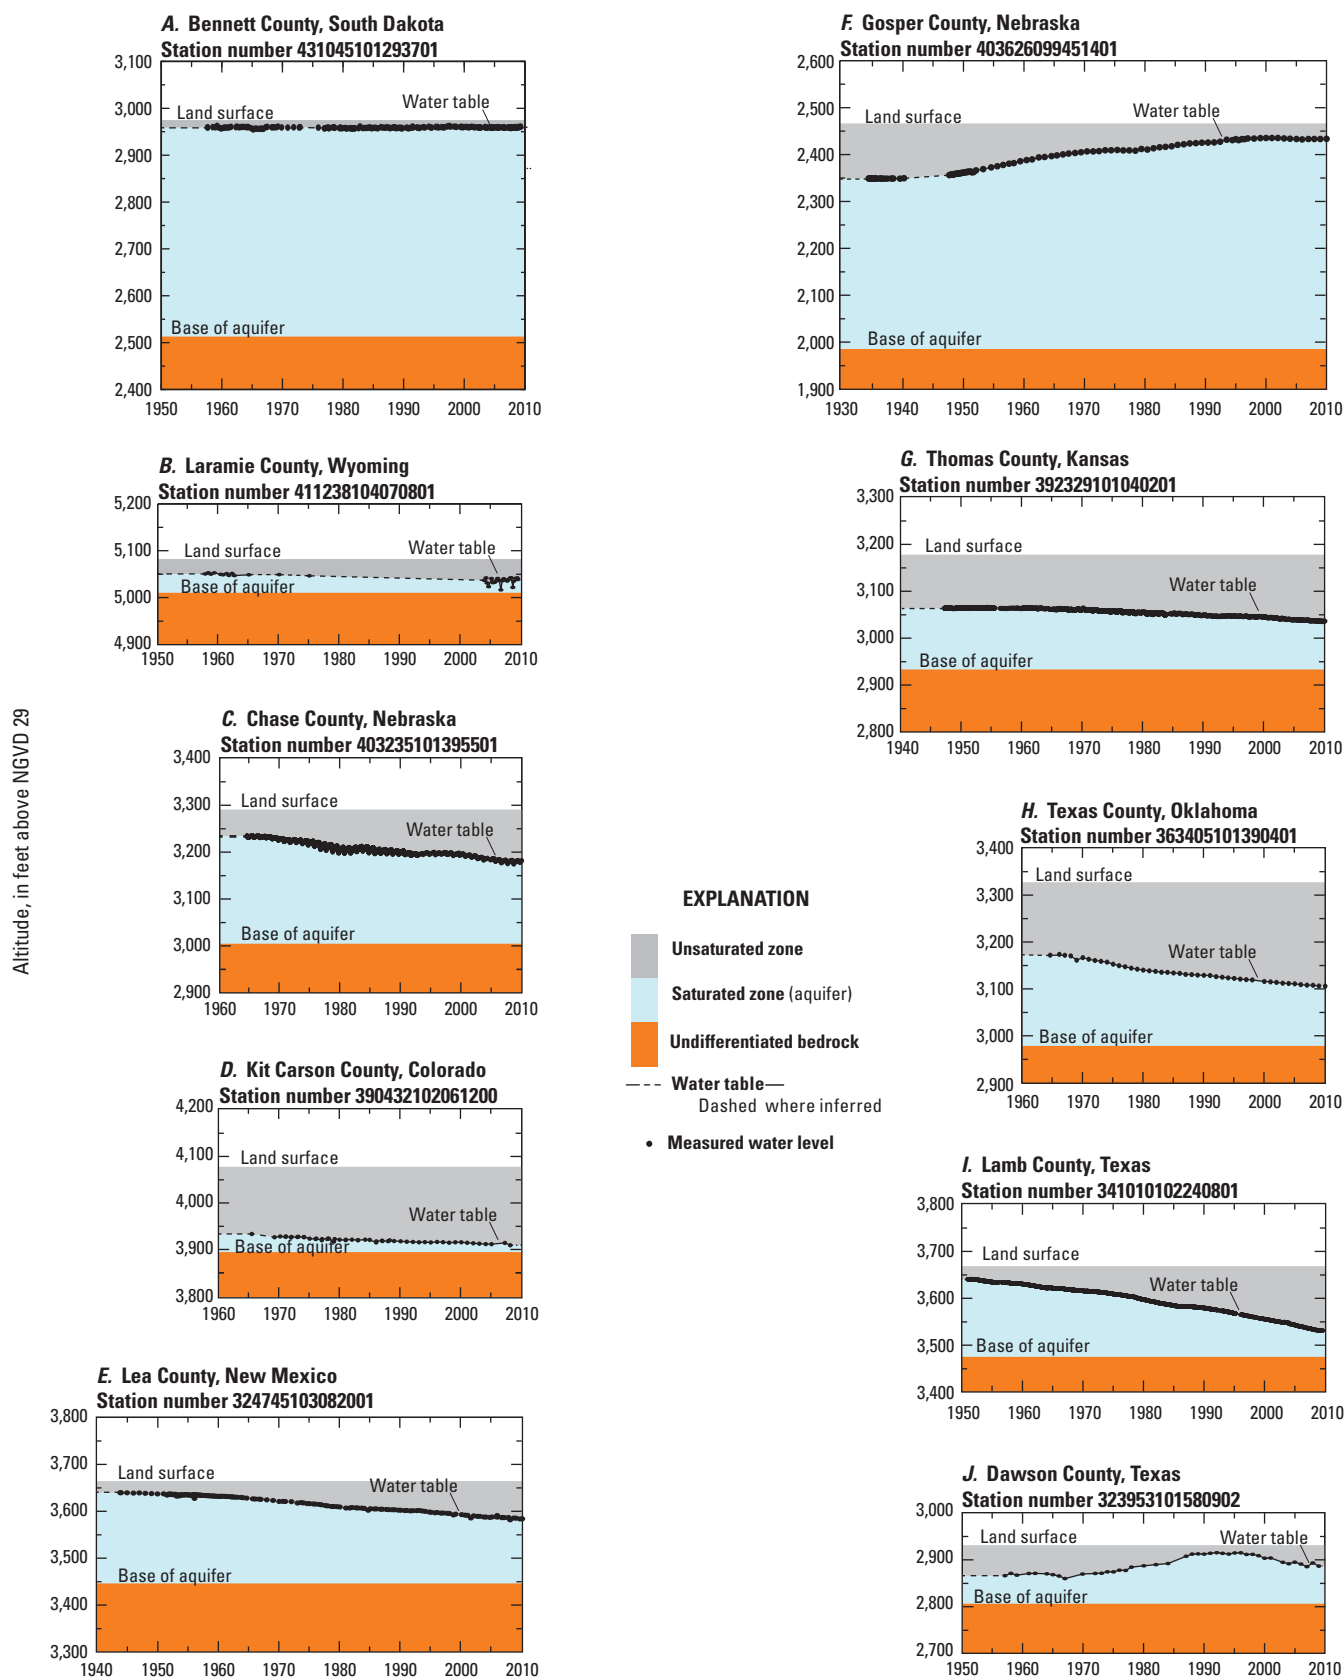 Altitude, in feet above NGVD 29
A. Bennett County, South Dakota
Station number 431045101293701
3,100
3,000
2,900
2,800
2,700
2,600
2,500
2,400
Land surface
Water table
Base of aquifer
1950 1960 1970 1980 1990 2000 2010
B. Laramie County, Wyoming
Station number 411238104070801
5,200
5,100
5,000
4,900
Land surface
Water table
Base of aquifer
1950 1960 1970 1980 1990 2000 2010
C. Chase County, Nebraska
Station number 403235101395501
3,400
3,300
3,200
3,100
3,000
2,900
Land surface
Water table
Base of aquifer
1960 1970 1980 1990 2000 2010
D. Kit Carson County, Colorado
Station number 390432102061200
4,200
4,100
4,000
3,900
3,800
Land surface
Water table
Base of aquifer
1960 1970 1980 1990 2000 2010
E. Lea County, New Mexico
Station number 324745103082001
3,800
3,700
3,600
3,500
3,400
3,300
Land surface
Water table
Base of aquifer
1940 1950 1960 1970 1980 1990 2000 2010
EXPLANATION
Unsaturated zone
Saturated zone (aquifer)
Undifferentiated bedrock
Water table—
Dashed where inferred
Measured water level
F. Gosper County, Nebraska
Station number 403626099451401
2,600
2,500
2,400
2,300
2,200
2,100
2,000
1,900
Land surface
Water table
Base of aquifer
1930 1940 1950 1960 1970 1980 1990 2000 2010
G. Thomas County, Kansas
Station number 392329101040201
3,300
3,200
3,100
3,000
2,900
2,800
Land surface
Water table
Base of aquifer
1940 1950 1960 1970 1980 1990 2000 2010
H. Texas County, Oklahoma
Station number 363405101390401
3,400
3,300
3,200
3,100
3,000
2,900
Land surface
Water table
Base of aquifer
1960 1970 1980 1990 2000 2010
I. Lamb County, Texas
Station number 341010102240801
3,800
3,700
3,600
3,500
3,400
Land surface
Water table
Base of aquifer
1950 1960 1970 1980 1990 2000 2010
J. Dawson County, Texas
Station number 323953101580902
3,000
2,900
2,800
2,700
Land surface
Water table
Base of aquifer
1950 1960 1970 1980 1990 2000 2010